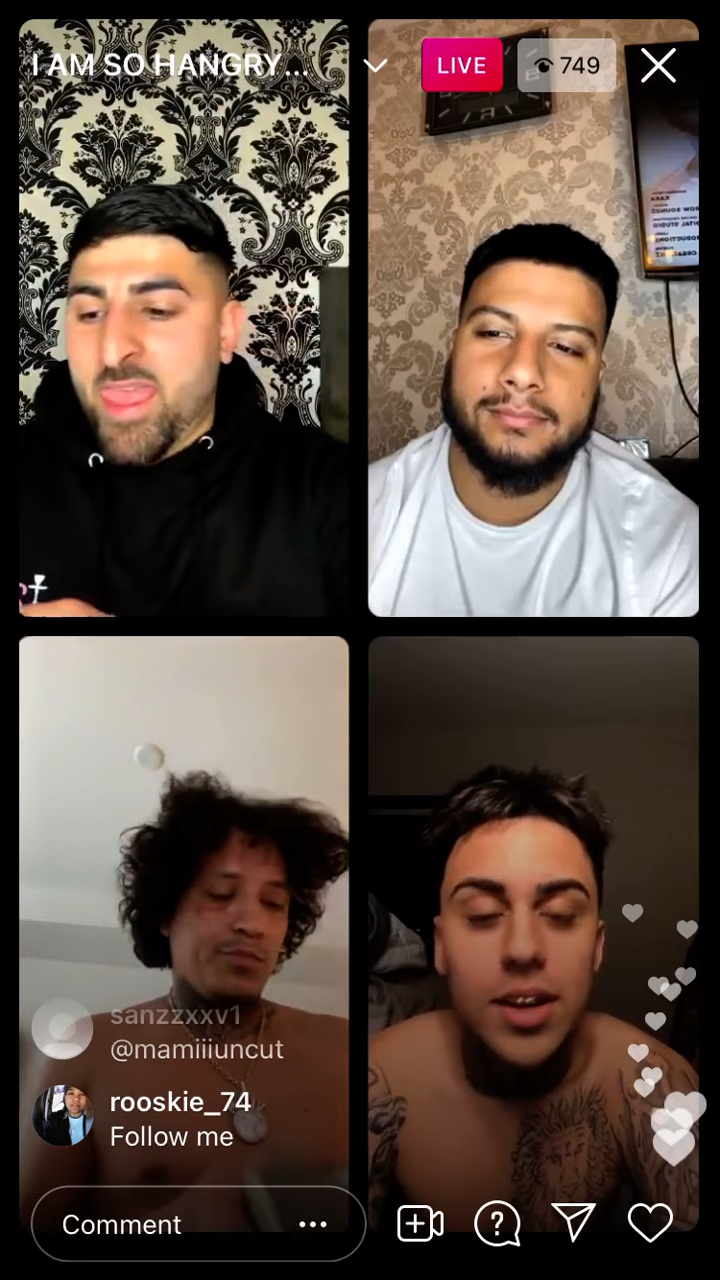 I AM SO HANGRY...
LIVE
749
sanzzxxv1
@mamiiiuncut
rooskie_74
Follow me
Comment